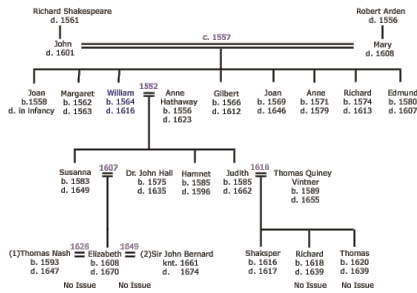 Richard Shakespeare
d. 1561
Robert Arden
d. 1556
John
d. 1601
c. 1557
Mary
d. 1608
Joan
b.1558
d. in infancy
Margaret
b. 1562
d. 1563
William
b. 1564
d. 1616
1582
Anne
Hathaway
b. 1556
d. 1623
Gilbert
b. 1566
d. 1612
Joan
b. 1569
d. 1646
Anne
b. 1571
d. 1579
Richard
b. 1574
d. 1613
Edmund
b. 1580
d. 1607
Susanna
b. 1583
d. 1649
1607
Dr. John Hall
b. 1575
d. 1635
Hamnet
b. 1585
d. 1596
Judith
b. 1585
d. 1662
1616
Thomas Quiney
Vintner
b. 1589
d. 1655
(1)Thomas Nash
b. 1593
d. 1647
No Issue
1626
Elizabeth
b. 1608
d. 1670
1649
(2)Sir John Bernard
knt. 1661
d. 1674
No Issue
Shaksper
b. 1616
d. 1617
Richard
b. 1618
d. 1639
No Issue
Thomas
b. 1620
d. 1639
No Issue